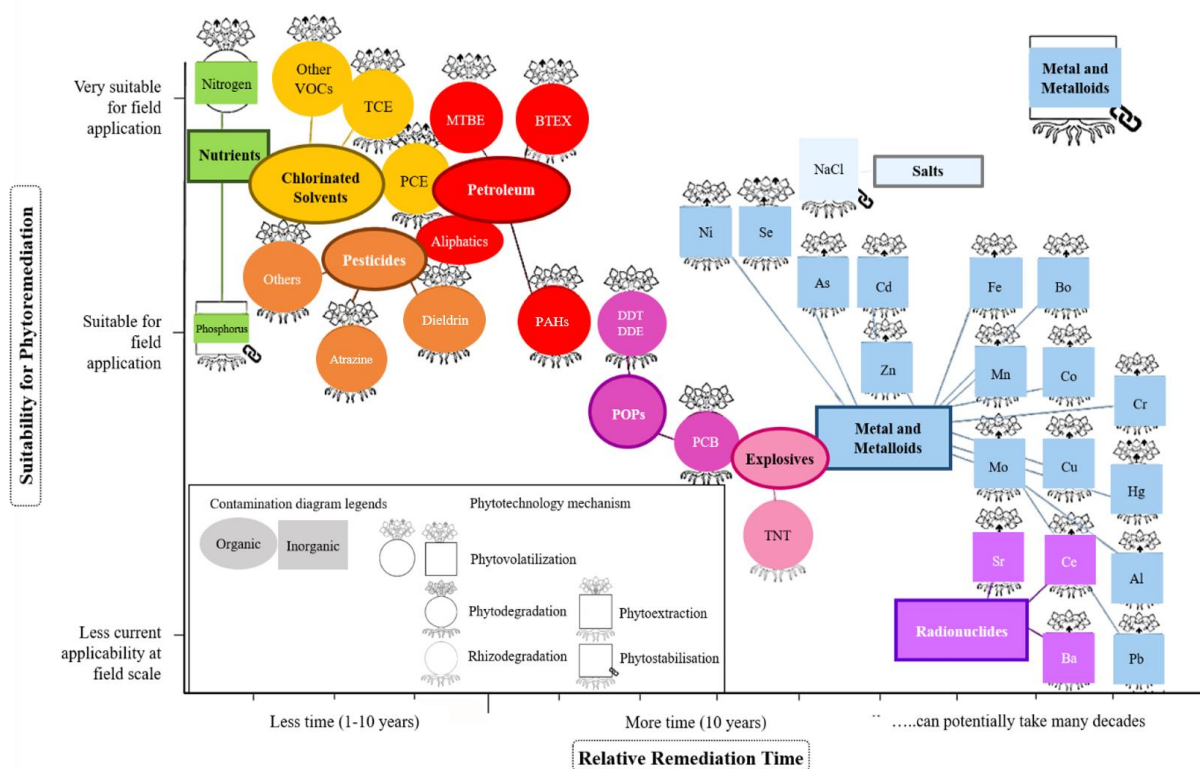 Suitability for Phytoremediation
Very suitable
for field
application
Suitable for
field
application
Less current
applicability at
field scale
Nitrogen
Nutrients
Phosphorus
Other
VOCs
TCE
Chlorinated
Solvents
PCE
MTBE
BTEX
Petroleum
Aliphatics
PAHs
Pesticides
Others
Atrazine
Dieldrin
DDT
DDE
POPs
PCB
Explosives
TNT
NaCl
Salts
Metal and
Metalloids
Ni
Se
As
Cd
Zn
Fe
Bo
Mn
Co
Cr
Metal and
Metalloids
Mo
Cu
Hg
Al
Pb
Sr
Ce
Radionuclides
Ba
Contamination diagram legends
Organic
Inorganic
Phytotechnology mechanism
Phytovolatilization
Phytodegradation
Phytoextraction
Rhizodegradation
Phytostabilisation
Less time (1-10 years)
More time (10 years)
" …..can potentially take many decades
Relative Remediation Time